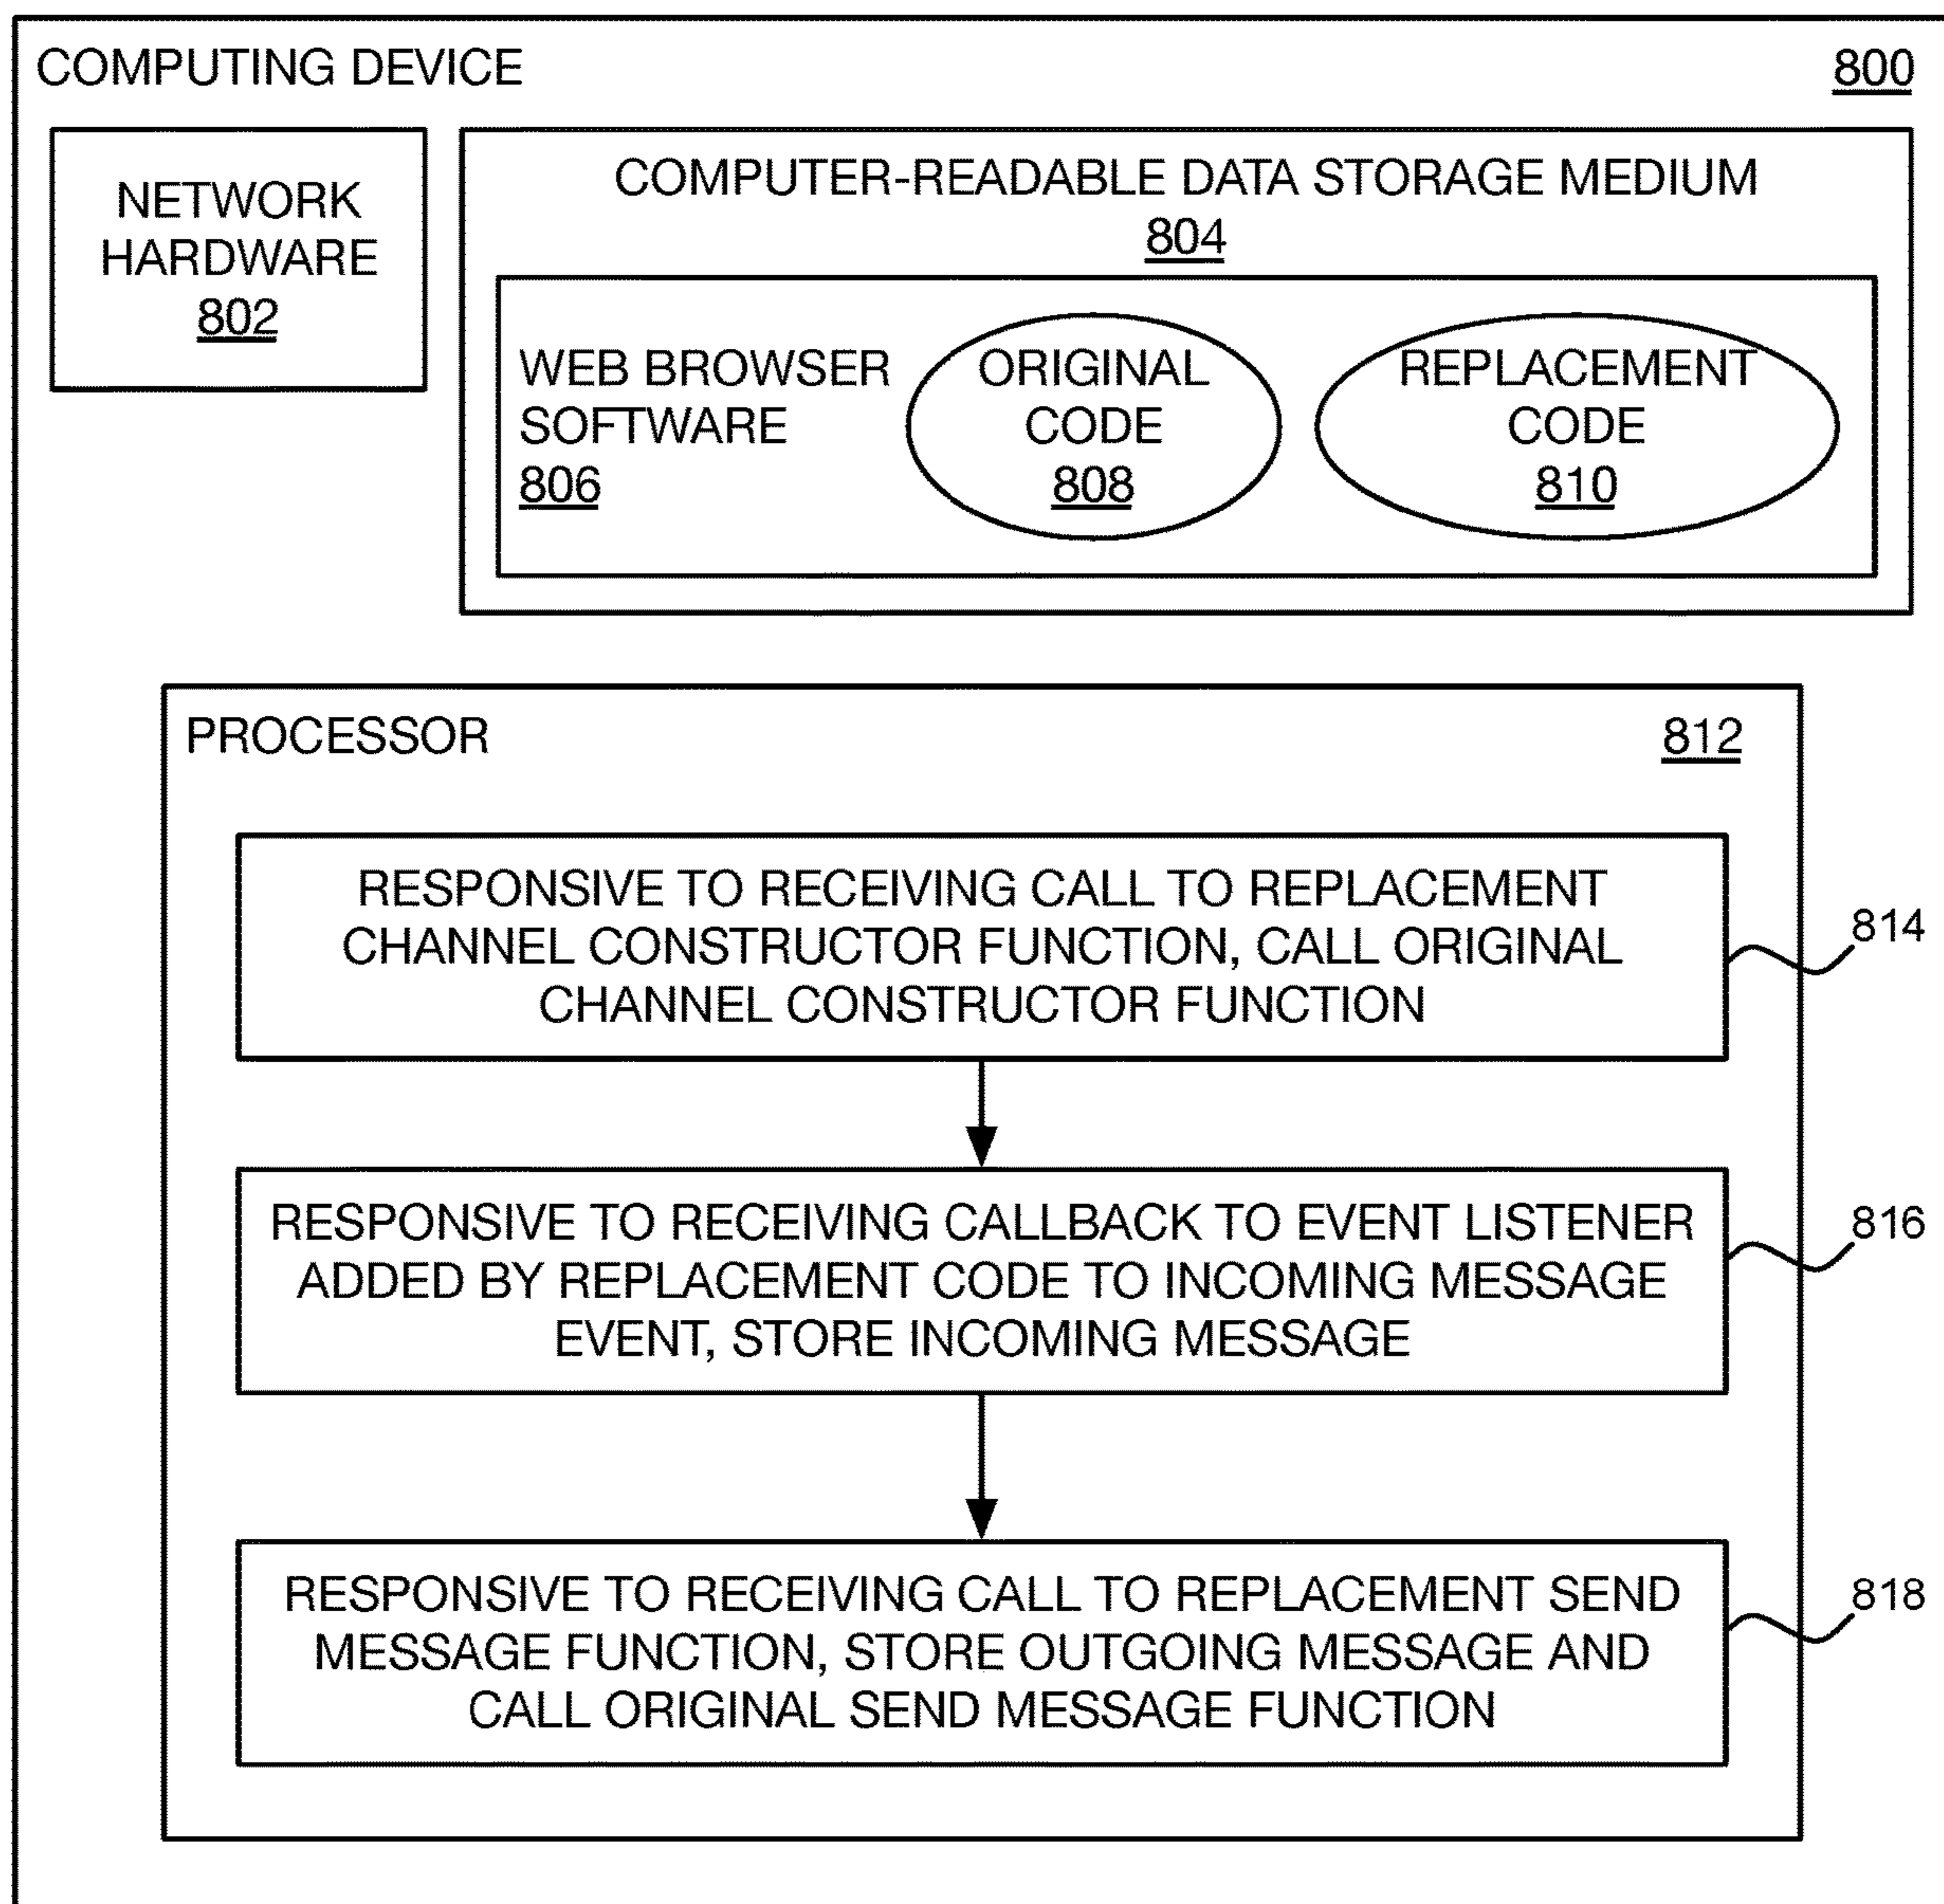 COMPUTING DEVICE 800
NETWORK
HARDWARE
802
COMPUTER-READABLE DATA STORAGE MEDIUM
804
WEB BROWSER
SOFTWARE
806
ORIGINAL
CODE
808
REPLACEMENT
CODE
810
PROCESSOR 812
RESPONSIVE TO RECEIVING CALL TO REPLACEMENT
CHANNEL CONSTRUCTOR FUNCTION, CALL ORIGINAL
CHANNEL CONSTRUCTOR FUNCTION
814
RESPONSIVE TO RECEIVING CALLBACK TO EVENT LISTENER
ADDED BY REPLACEMENT CODE TO INCOMING MESSAGE
EVENT, STORE INCOMING MESSAGE
816
RESPONSIVE TO RECEIVING CALL TO REPLACEMENT SEND
MESSAGE FUNCTION, STORE OUTGOING MESSAGE AND
CALL ORIGINAL SEND MESSAGE FUNCTION
818